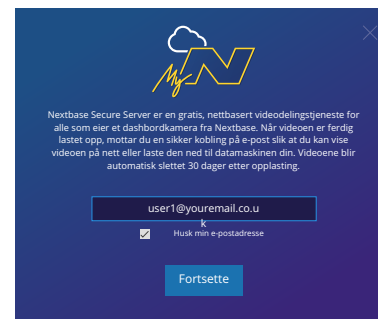 My N
Nextbase Secure Server er en gratis, nettbasert videodelingstjeneste for
alle som eier et dashbordkamera fra Nextbase. Når videoen er ferdig
lastet opp, mottar du en sikker kobling på e-post slik at du kan vise
videoen på nett eller laste den ned til datamaskinen din. Videoene blir
automatisk slettet 30 dager etter opplasting.
user1@youremail.co.u
k
Husk min e-postadresse
Fortsette